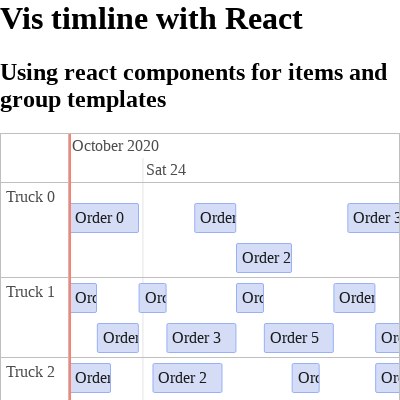 Vis timline with React
Using react components for items and
group templates
October 2020
Sat 24
Truck 0
Order 0
Order
Order 3
Order 2
Truck 1
Ord
Ord
Ord
Order
Order
Order 3
Order 5
Or
Truck 2
Order
Order 2
Ord
Or